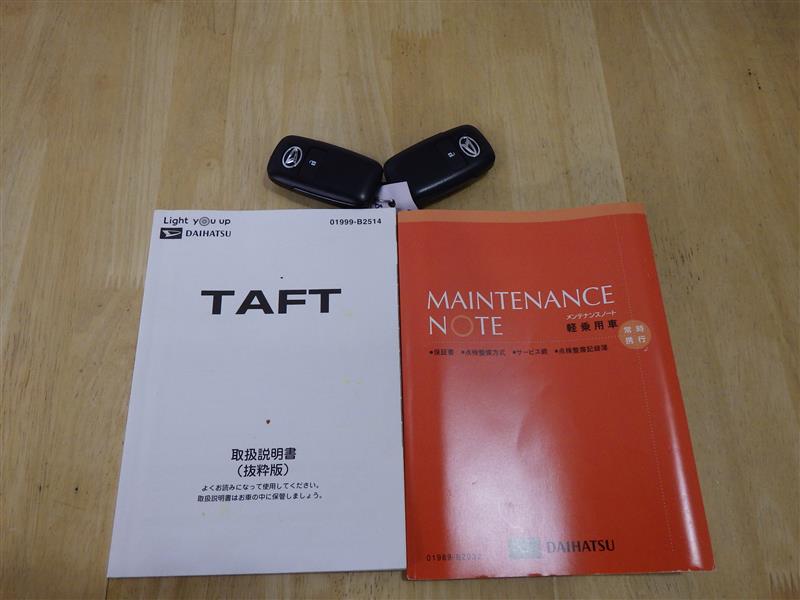 Light you up
DAIHATSU
01999-B2514
TAFT
取扱説明書
(抜粋版)
よくお読みになって使用してください。
取扱説明書はお車の中に保管しましょう。
MAINTENANCE
NOTE
メンテナンスノート
軽乗用車
常時
携行
●保証書 ●点検整備方式 ●サービス網 ●点検整備記録簿
DAIHATSU